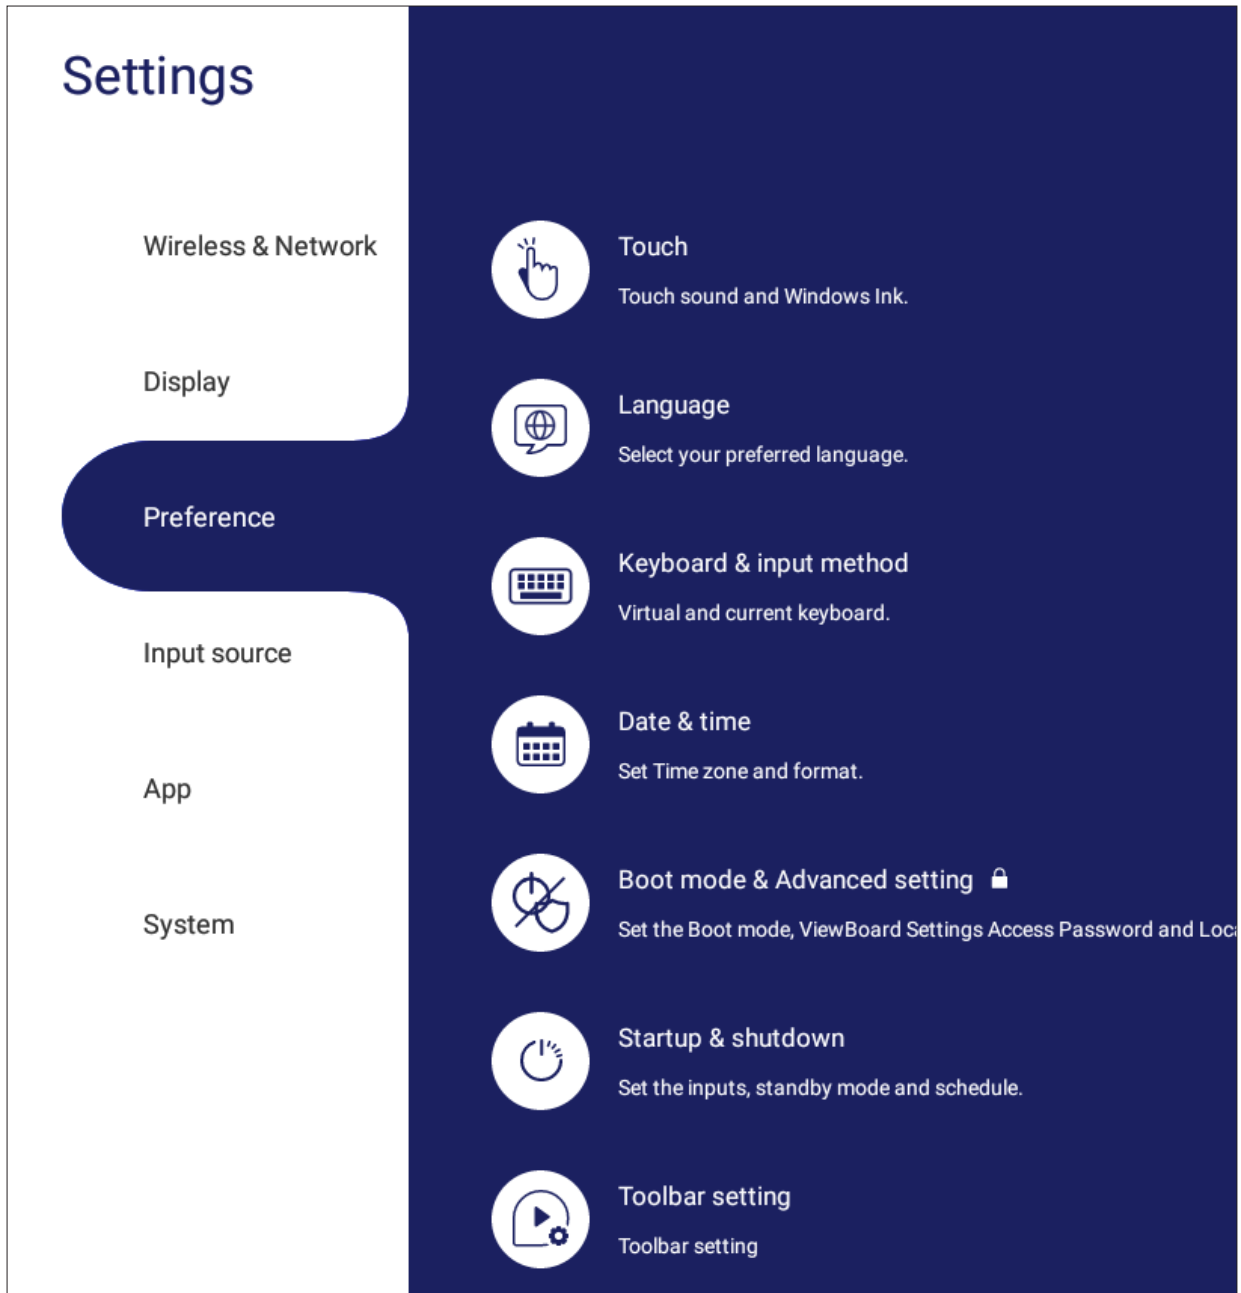 Settings
Wireless & Network
Display
Preference
Input source
App
System
Touch
Touch sound and Windows Ink.
Language
Select your preferred language.
Keyboard & input method
Virtual and current keyboard.
Date & time
Set Time zone and format.
Boot mode & Advanced setting
Set the Boot mode, ViewBoard Settings Access Password and
Startup & shutdown
Set the inputs, standby mode and schedule.
Toolbar setting
Toolbar setting